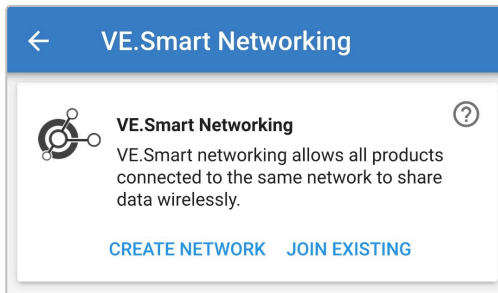 VE.Smart Networking
VE.Smart Networking
VE.Smart networking allows all products
connected to the same network to share
data wirelessly.
CREATE NETWORK JOIN EXISTING